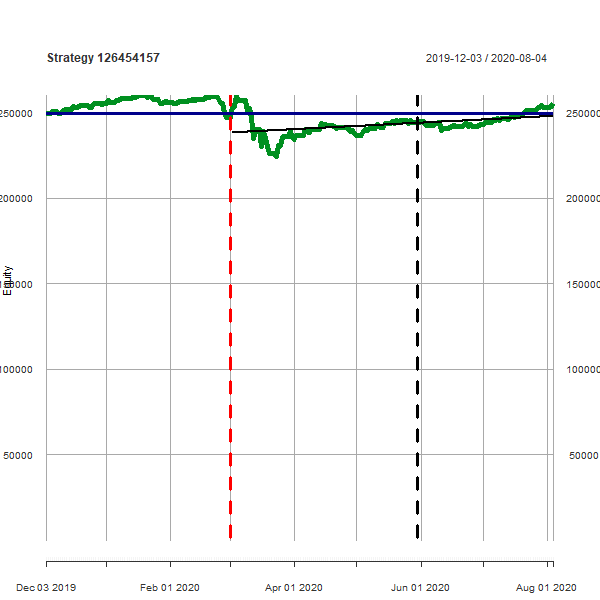 Strategy 126454157
2019-12-03 / 2020-08-04
250000 250000
200000 200000
Equity
150000 150000
100000 100000
50000 50000
Dec 03 2019 Feb 01 2020 Apr 01 2020 Jun 01 2020 Aug 01 2020